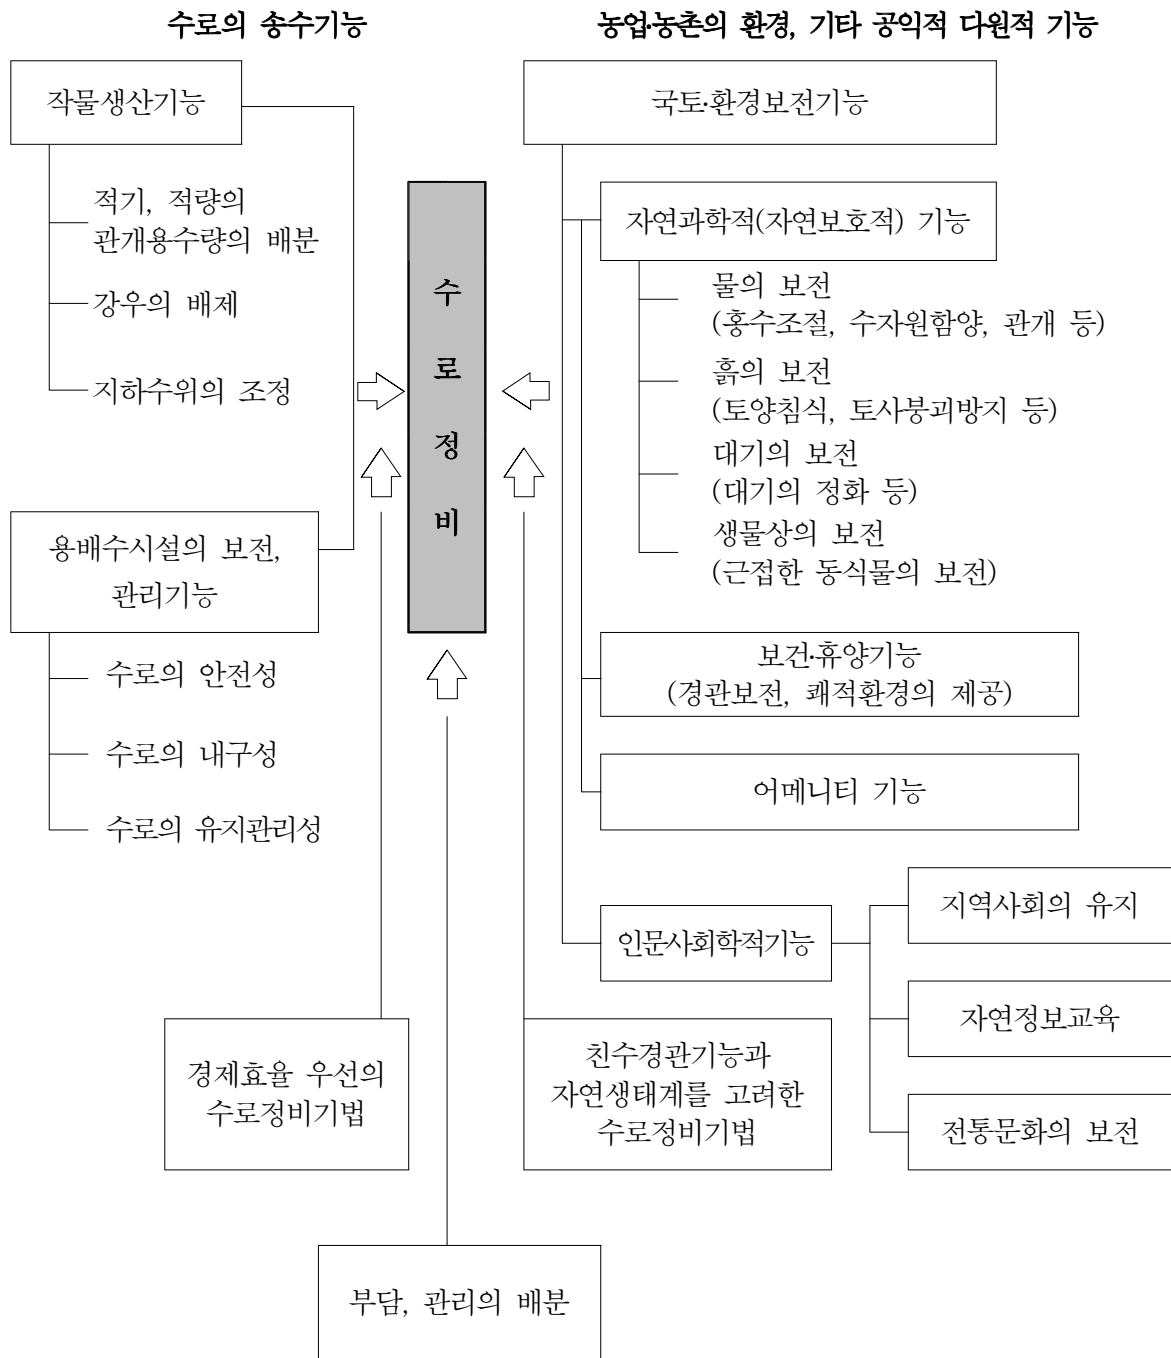 수로의 송수기능
농업·농촌의 환경, 기타 공익적 다원적 기능
작물생산기능
적기, 적량의
관개용수량의 배분
강우의 배제
지하수위의 조정
용배수시설의 보전,
관리기능
수로의 안전성
수로의 내구성
수로의 유지관리성
수
로
정
비
국토·환경보전기능
자연과학적(자연보호적) 기능
물의 보전
(홍수조절, 수자원함양, 관개 등)
흙의 보전
(토양침식, 토사붕괴방지 등)
대기의 보전
(대기의 정화 등)
생물상의 보전
(근접한 동식물의 보전)
보건·휴양기능
(경관보전, 쾌적환경의 제공)
어메니티 기능
인문사회학적기능
지역사회의 유지
자연정보교육
전통문화의 보전
경제효율 우선의
수로정비기법
친수경관기능과
자연생태계를 고려한
수로정비기법
부담, 관리의 배분